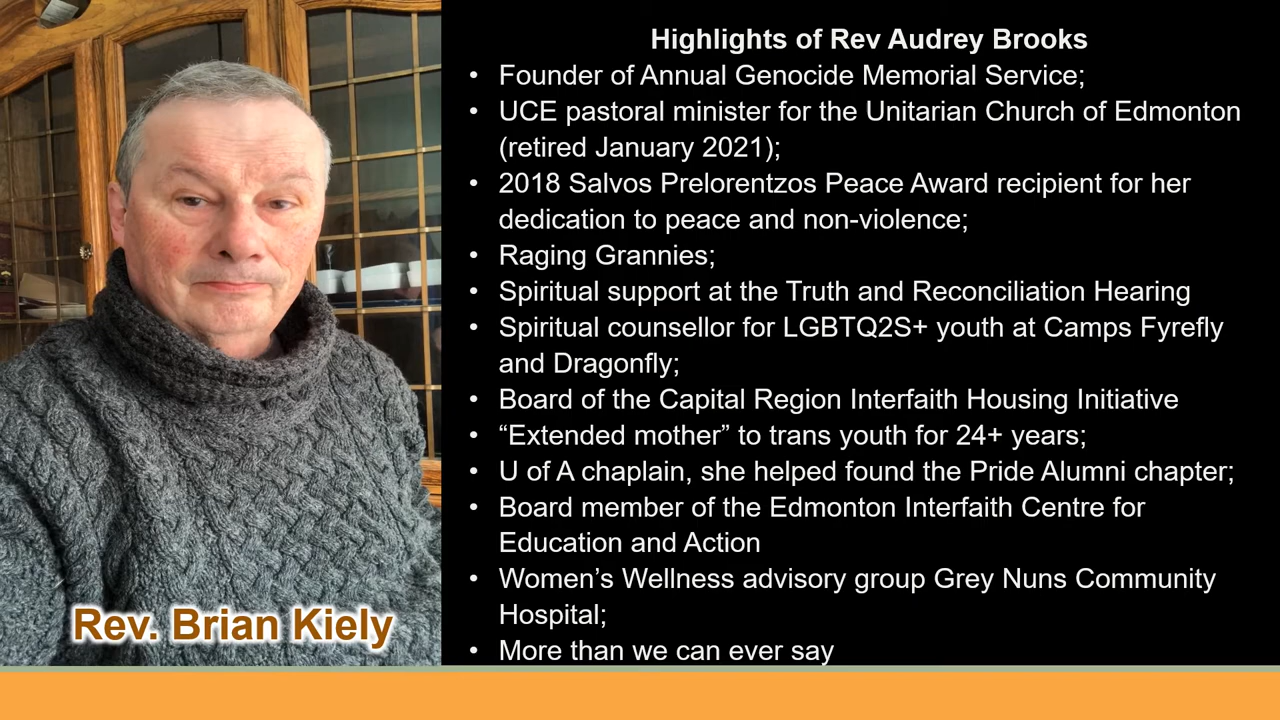 Highlights of Rev Audrey Brooks
• Founder of Annual Genocide Memorial Service;
• UCE pastoral minister for the Unitarian Church of Edmonton
(retired January 2021);
• 2018 Salvos Prelorentzos Peace Award recipient for her
dedication to peace and non-violence;
• Raging Grannies;
• Spiritual support at the Truth and Reconciliation Hearing
• Spiritual counsellor for LGBTQ2S+ youth at Camps Fyrefly
and Dragonfly;
• Board of the Capital Region Interfaith Housing Initiative
• “Extended mother” to trans youth for 24+ years;
• U of A chaplain, she helped found the Pride Alumni chapter;
• Board member of the Edmonton Interfaith Centre for
Education and Action
• Women’s Wellness advisory group Grey Nuns Community
Hospital;
• More than we can ever say
Rev. Brian Kiely